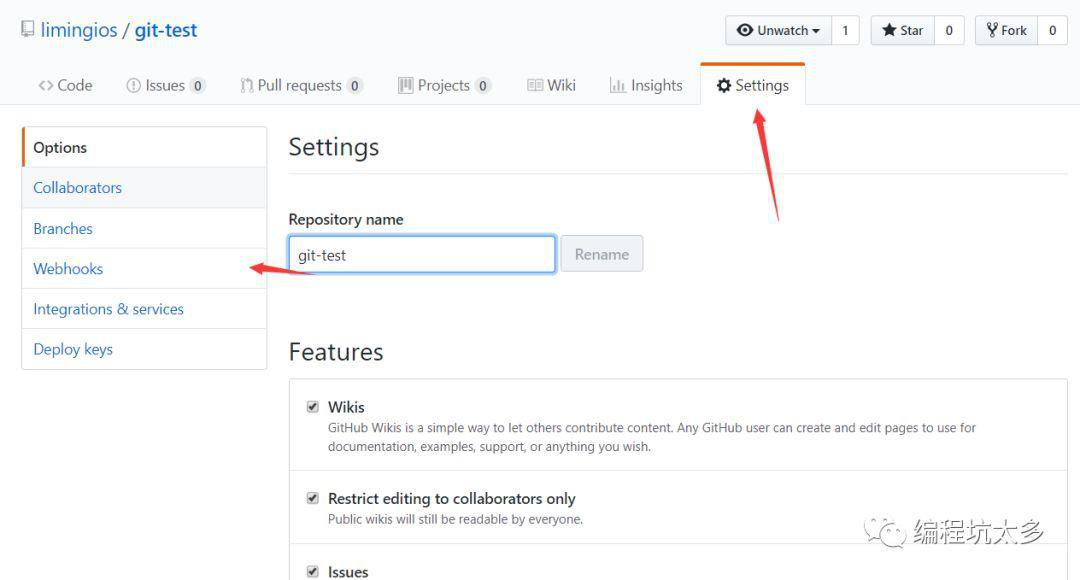 limingios / git-test
Unwatch 1 Star 0 Fork 0
Code Issues 0 Pull requests 0 Projects 0 Wiki Insights Settings
Options
Collaborators
Branches
Webhooks
Integrations & services
Deploy keys
Settings
Repository name
git-test Rename
Features
Wikis
GitHub Wikis is a simple way to let others contribute content. Any GitHub user can create and edit pages to use for
documentation, examples, support, or anything you wish.
Restrict editing to collaborators only
Public wikis will still be readable by everyone.
Issues
编程坑太多